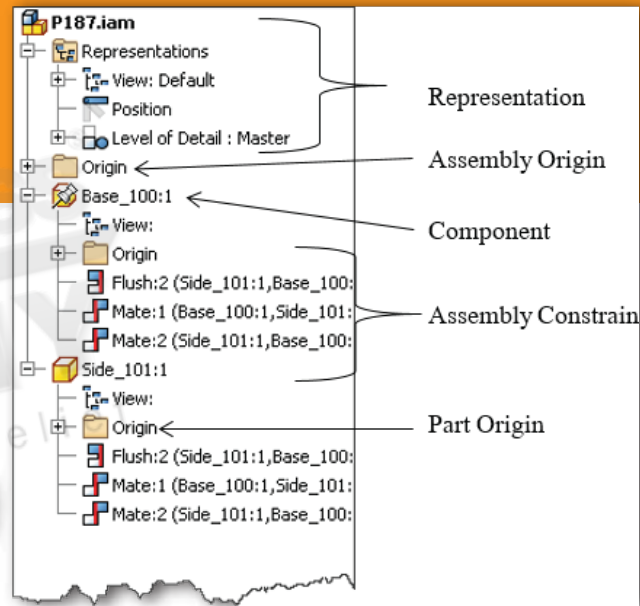 P187.iam
Representations
View: Default
Position
Level of Detail : Master
Origin
Base_100:1
View:
Origin
Flush:2 (Side_101:1,Base_100:
Mate:1 (Base_100:1,Side_101:
Mate:2 (Side_101:1,Base_100:
Side_101:1
View:
Origin
Flush:2 (Side_101:1,Base_100:
Mate:1 (Base_100:1,Side_101:
Mate:2 (Side_101:1,Base_100:
Representation
Assembly Origin
Component
Assembly Constrain
Part Origin